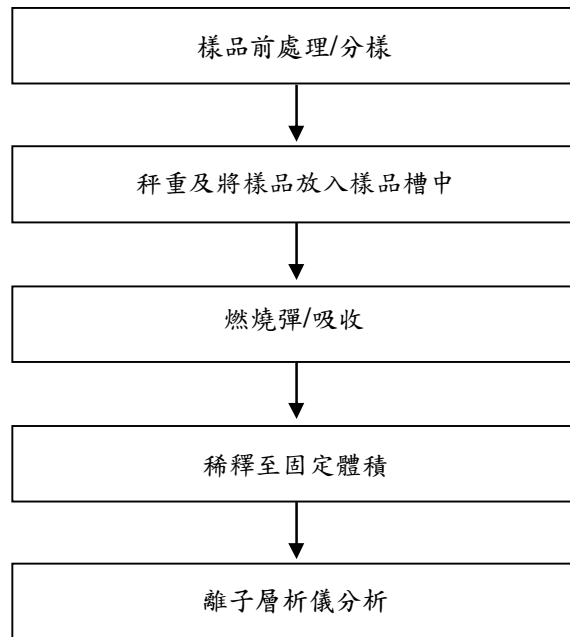 樣品前處理/分樣
秤重及將樣品放入樣品槽中
燃燒彈/吸收
稀釋至固定體積
離子層析儀分析